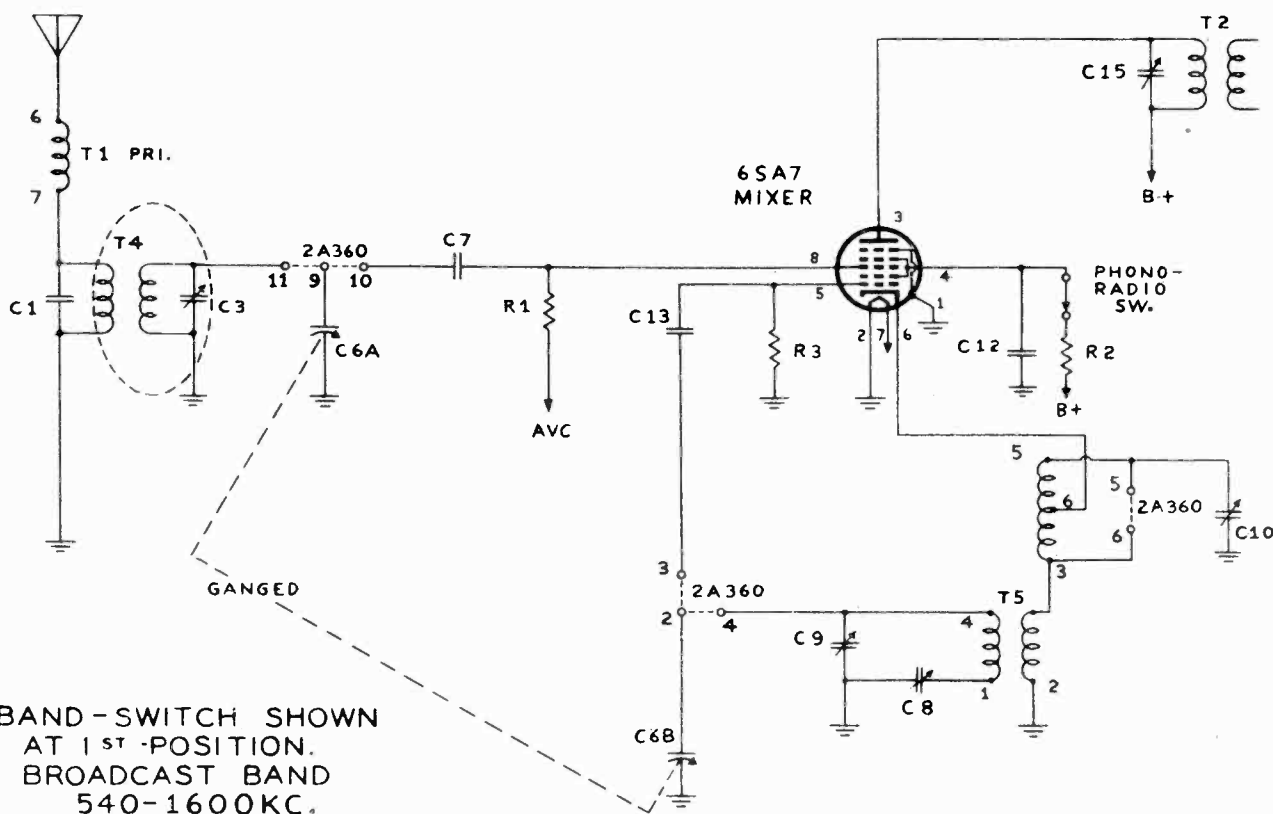 T2
C15
B+
6
T1 PRI.
7
6SA7
MIXER
3
T4
C7
2A360
11 9 10
8
5
4
1
PHONO-
RADIO
SW.
C1
C3
C6A
R1
C13
R3
2 7 6
C12
R2
B+
AVC
5
6
5
2A360
6
C10
3
GANGED
3
2A360
2
4
T5
C9
4
1
2
C8
C6B
BAND-SWITCH SHOWN
AT 1ST-POSITION.
BROADCAST BAND
540-1600KC.